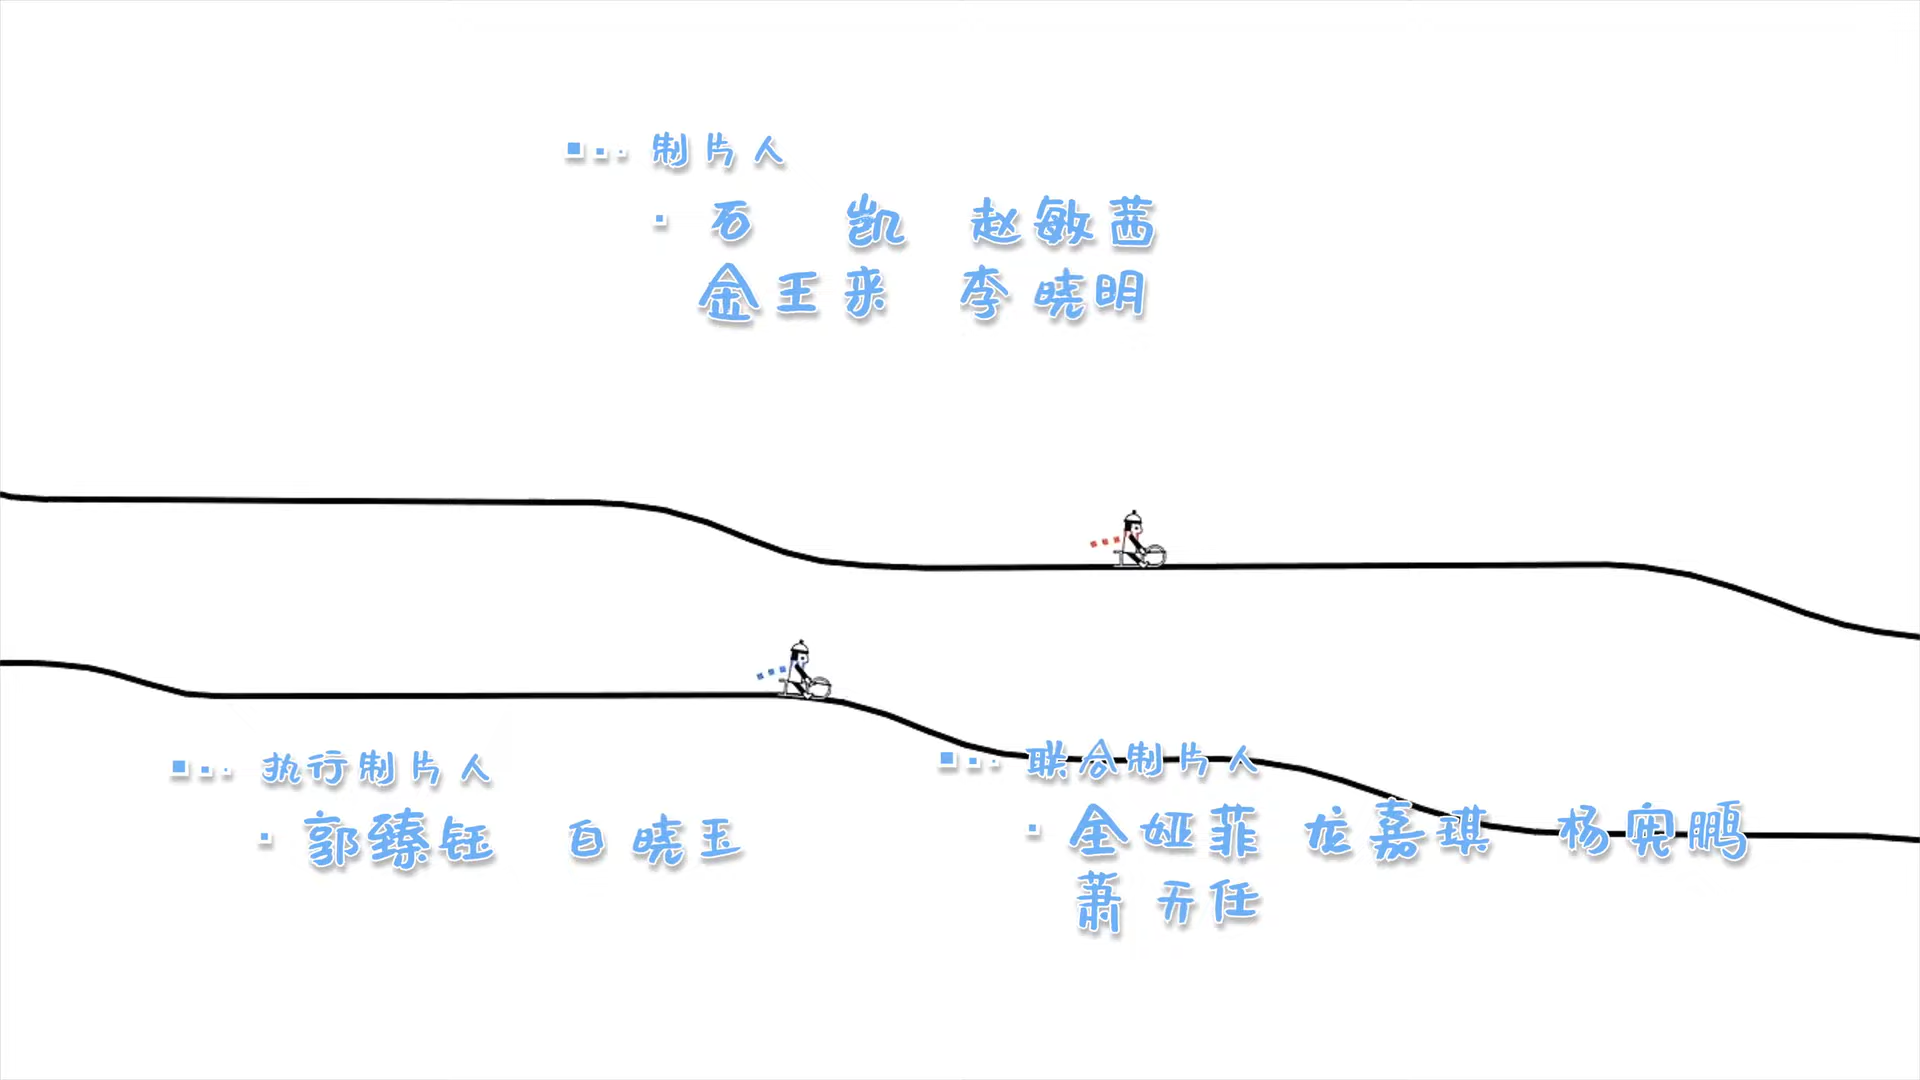 制片人
石 凯 赵敏茜
金王来 李晓明
执行制片人
郭臻钰 白晓玉
联合制片人
全娅菲 龙嘉琪 杨宪鹏
萧天任